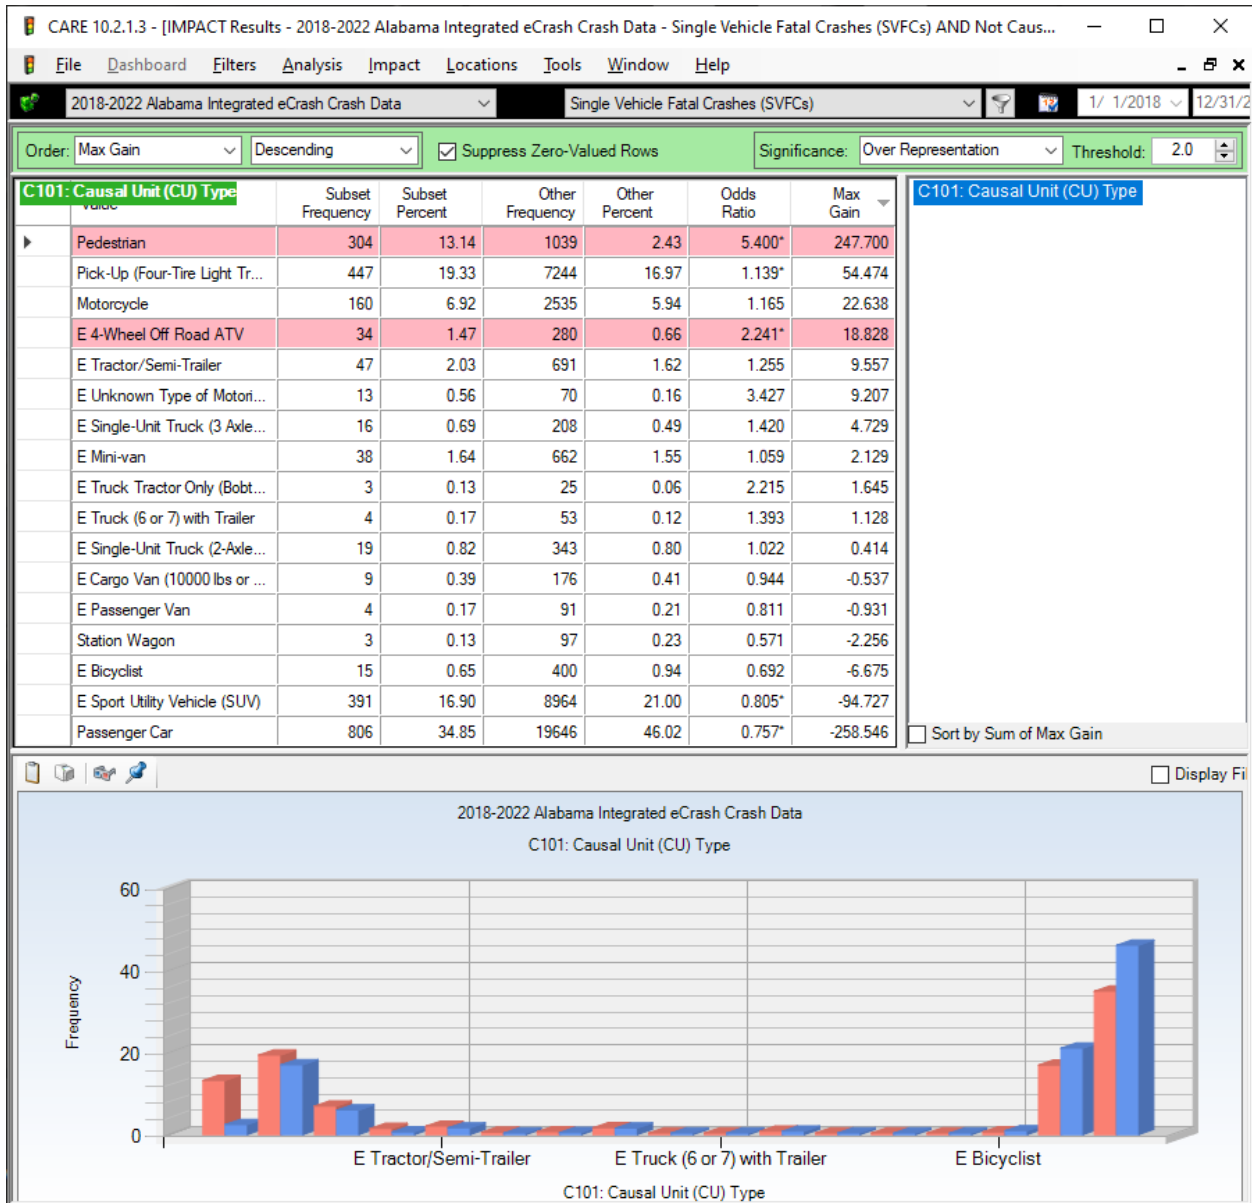 CARE 10.2.1.3 - [IMPACT Results - 2018-2022 Alabama Integrated eCrash Crash Data - Single Vehicle Fatal Crashes (SVFCs) AND Not Caus...
File Dashboard Filters Analysis Impact Locations Tools Window Help
2018-2022 Alabama Integrated eCrash Crash Data Single Vehicle Fatal Crashes (SVFCs) 1/ 1/2018 12/31/2
Order: Max Gain Descending Suppress Zero-Valued Rows Significance: Over Representation Threshold: 2.0
C101: Causal Unit (CU) Type Subset Frequency Subset Percent Other Frequency Other Percent Odds Ratio Max Gain C101: Causal Unit (CU) Type
Pedestrian 304 13.14 1039 2.43 5.400* 247.700
Pick-Up (Four-Tire Light Tr... 447 19.33 7244 16.97 1.139* 54.474
Motorcycle 160 6.92 2535 5.94 1.165 22.638
E 4-Wheel Off Road ATV 34 1.47 280 0.66 2.241* 18.828
E Tractor/Semi-Trailer 47 2.03 691 1.62 1.255 9.557
E Unknown Type of Motori... 13 0.56 70 0.16 3.427 9.207
E Single-Unit Truck (3 Axle... 16 0.69 208 0.49 1.420 4.729
E Mini-van 38 1.64 662 1.55 1.059 2.129
E Truck Tractor Only (Bobt... 3 0.13 25 0.06 2.215 1.645
E Truck (6 or 7) with Trailer 4 0.17 53 0.12 1.393 1.128
E Single-Unit Truck (2-Axle... 19 0.82 343 0.80 1.022 0.414
E Cargo Van (10000 lbs or ... 9 0.39 176 0.41 0.944 -0.537
E Passenger Van 4 0.17 91 0.21 0.811 -0.931
Station Wagon 3 0.13 97 0.23 0.571 -2.256
E Bicyclist 15 0.65 400 0.94 0.692 -6.675
E Sport Utility Vehicle (SUV) 391 16.90 8964 21.00 0.805* -94.727
Passenger Car 806 34.85 19646 46.02 0.757* -258.546
Sort by Sum of Max Gain
Display Fil
2018-2022 Alabama Integrated eCrash Crash Data
C101: Causal Unit (CU) Type
60
40
20
0
Frequency
E Tractor/Semi-Trailer E Truck (6 or 7) with Trailer E Bicyclist
C101: Causal Unit (CU) Type